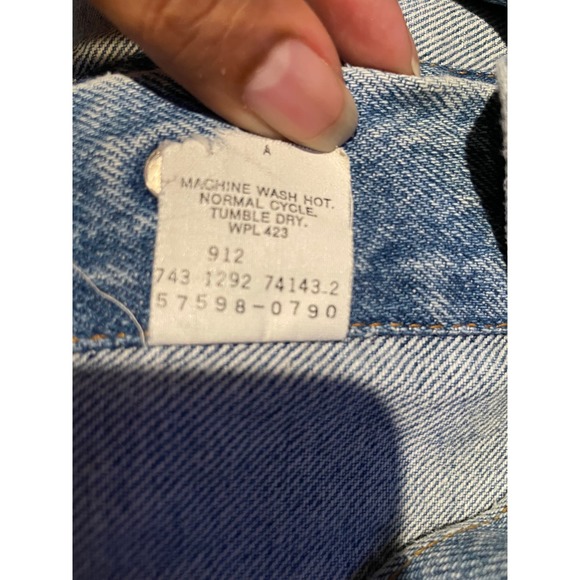 A
MACHINE WASH HOT.
NORMAL CYCLE.
TUMBLE DRY.
WPL 423
912
743 1292 74143-2
57598-0790